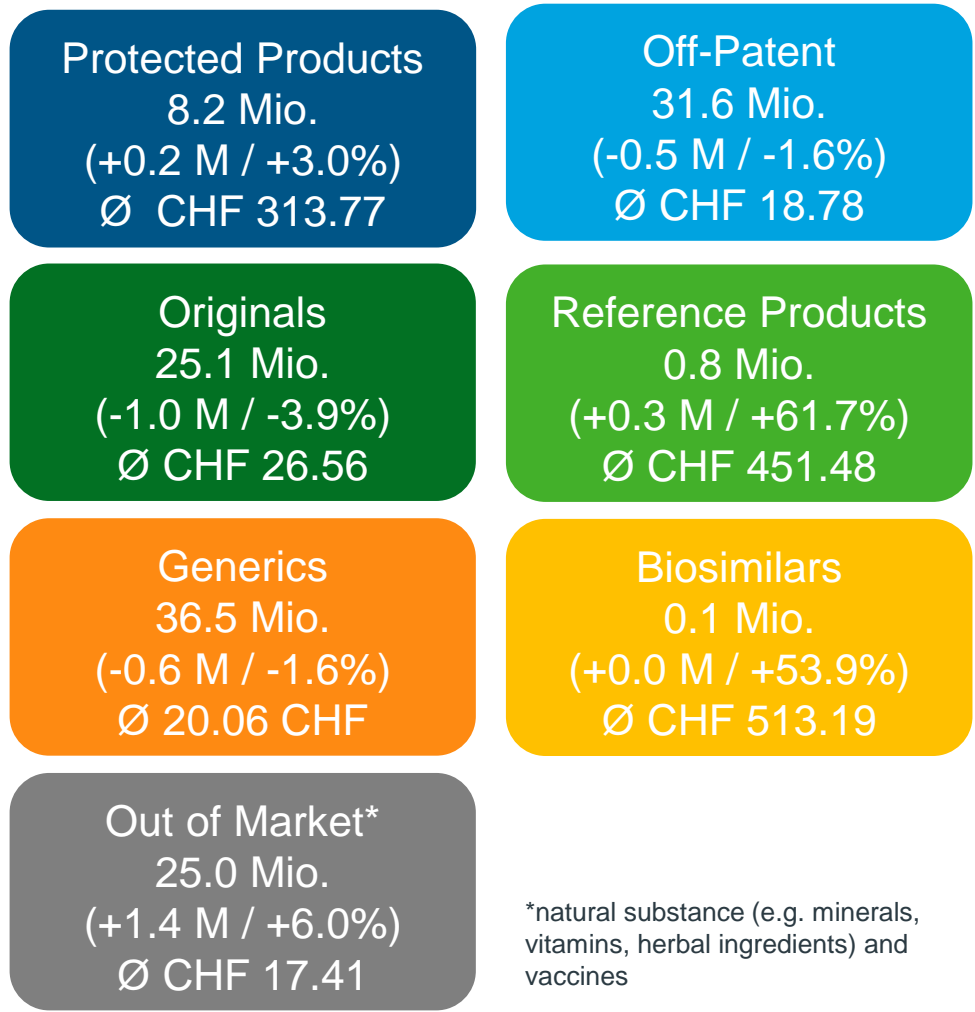 Protected Products
8.2 Mio.
(+0.2 M / +3.0%)
Ø  CHF 313.77
Off-Patent
31.6 Mio.
(-0.5 M / -1.6%)
Ø CHF 18.78
Originals
25.1 Mio.
(-1.0 M / -3.9%)
Ø CHF 26.56
Reference Products
0.8 Mio.
(+0.3 M / +61.7%)
Ø CHF 451.48
Generics
36.5 Mio.
(-0.6 M / -1.6%)
Ø 20.06 CHF
Biosimilars
0.1 Mio.
(+0.0 M / +53.9%)
Ø CHF 513.19
Out of Market*
25.0 Mio.
(+1.4 M / +6.0%)
Ø CHF 17.41
*natural substance (e.g. minerals,
vitamins, herbal ingredients) and
vaccines